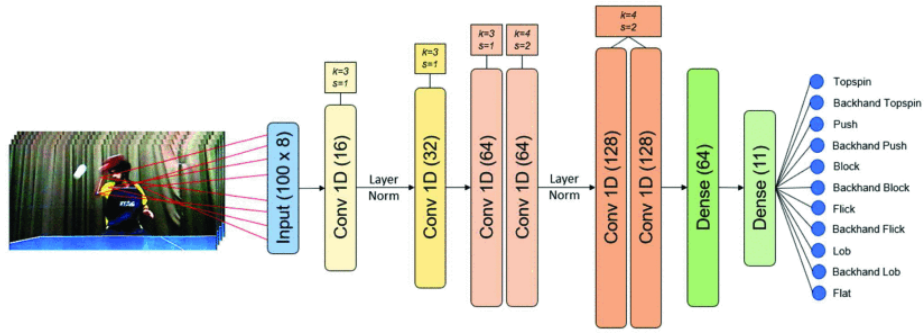 Input (100 x 8)
k=3
s=1
Conv 1D (16)
Layer
Norm
k=3
s=1
Conv 1D (32)
k=3
s=1
Conv 1D (64)
k=4
s=2
Conv 1D (64)
Layer
Norm
k=4
s=2
Conv 1D (128)
Conv 1D (128)
Dense (64)
Dense (11)
Topspin
Backhand Topspin
Push
Backhand Push
Block
Backhand Block
Flick
Backhand Flick
Lob
Backhand Lob
Flat